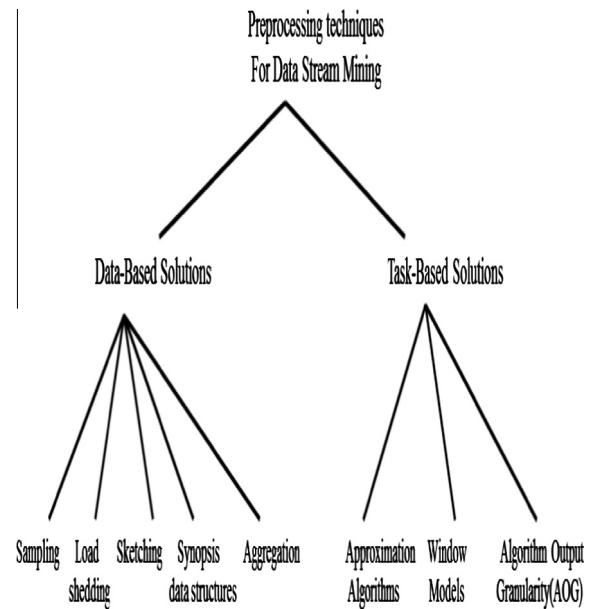 Preprocessing techniques
For Data Stream Mining
Data-Based Solutions
Task-Based Solutions
Sampling
Load
shedding
Sketching
Synopsis
data structures
Aggregation
Approximation
Algorithms
Window
Models
Algorithm Output
Granularity(AOG)